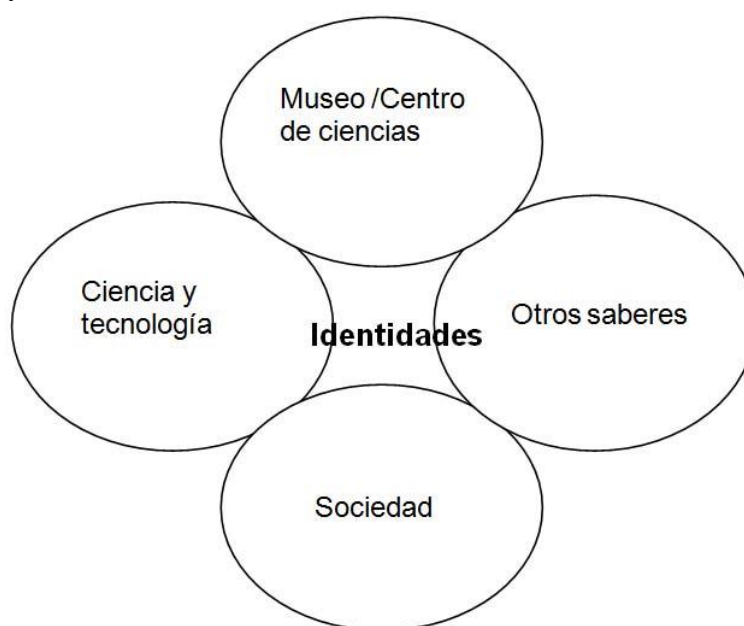 Museo /Centro
de ciencias
Ciencia y
tecnología
Identidades
Otros saberes
Sociedad